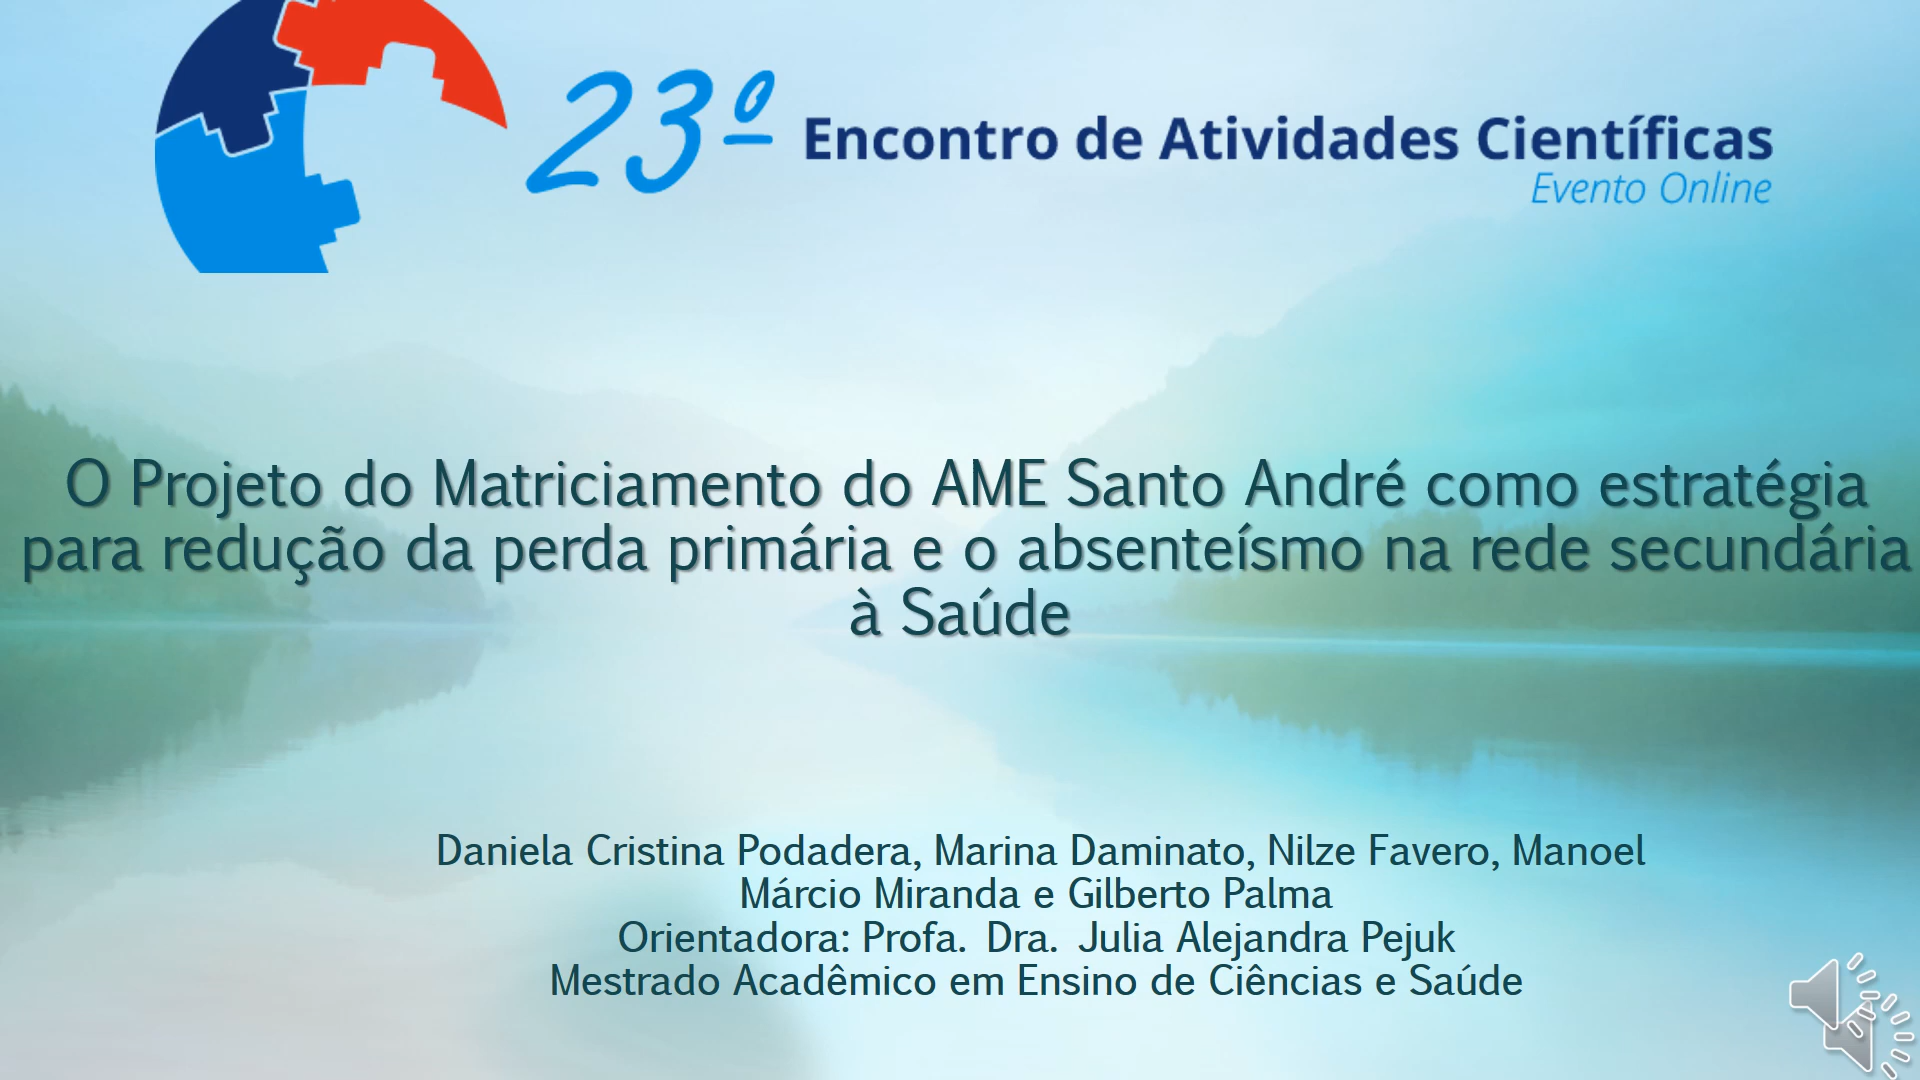 23º Encontro de Atividades Científicas
Evento Online
O Projeto do Matriciamento do AME Santo André como estratégia
para redução da perda primária e o absenteísmo na rede secundária
à Saúde
Daniela Cristina Podadera, Marina Daminato, Nilze Favero, Manoel
Márcio Miranda e Gilberto Palma
Orientadora: Profa. Dra. Julia Alejandra Pejuk
Mestrado Acadêmico em Ensino de Ciências e Saúde